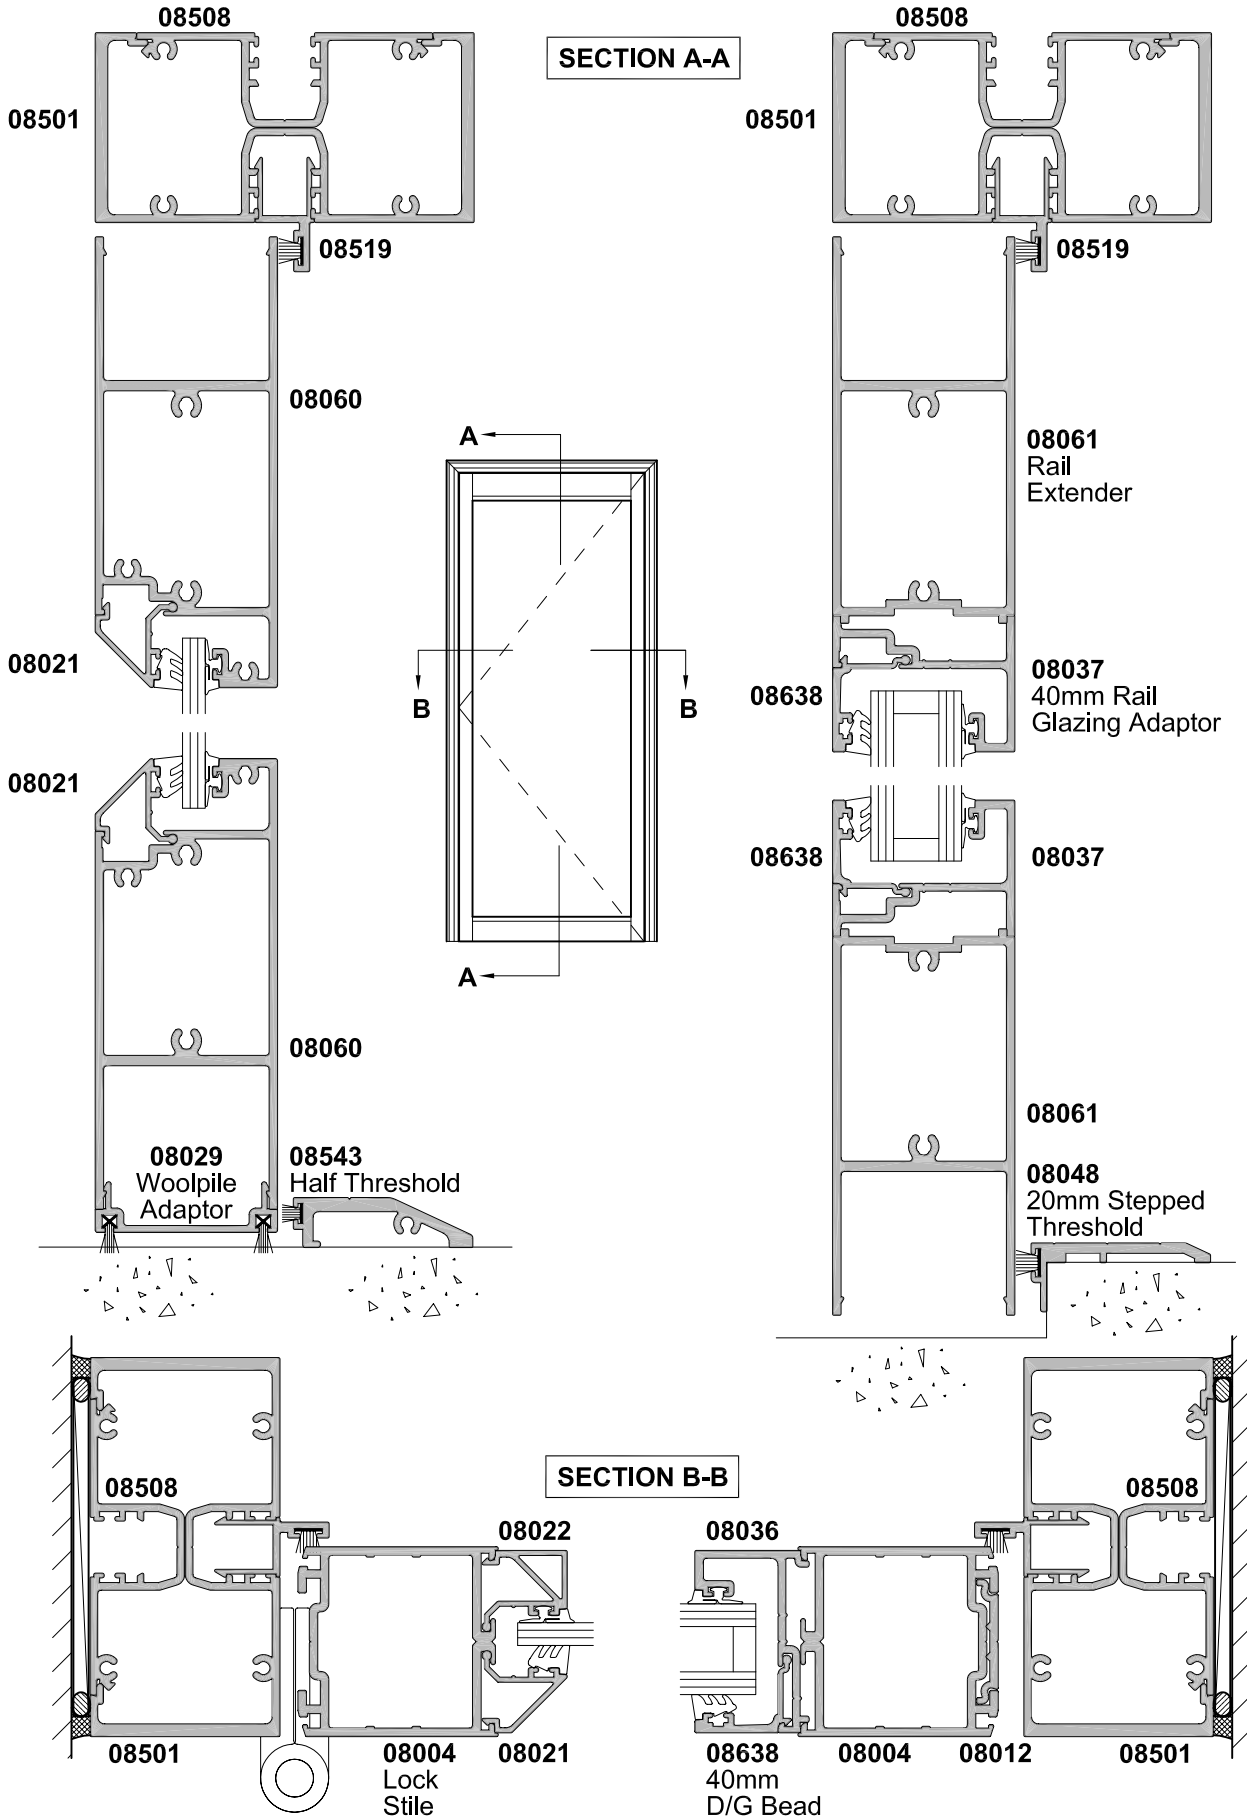 08508
08508
SECTION A-A
08501
08501
08519
08519
08060
08061
Rail
Extender
A
08021
08638
08037
40mm Rail
Glazing Adaptor
B
B
08021
08638
08037
A
08060
08061
08029
Woolpile
Adaptor
08543
Half Threshold
08048
20mm Stepped
Threshold
SECTION B-B
08508
08508
08022
08036
08501
08004
Lock
Stile
08021
08638
40mm
D/G Bead
08004
08012
08501